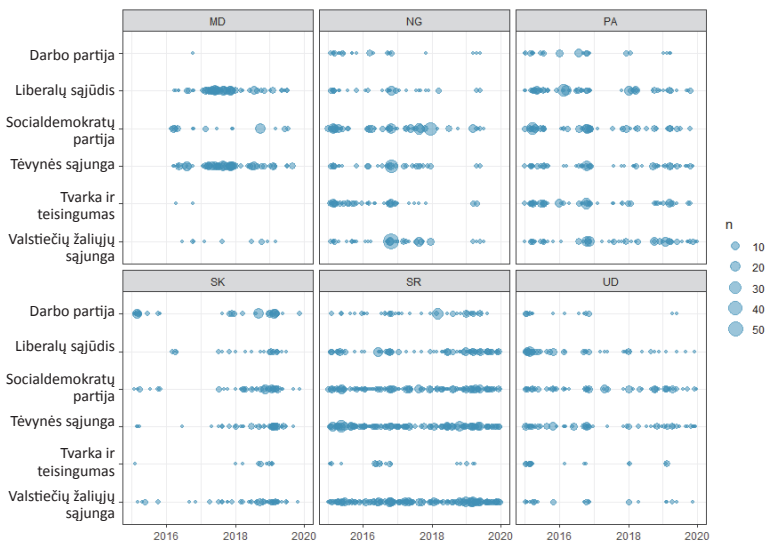 MD
NG
PA
Darbo partija
Liberalų sąjūdis
Socialdemokratų
partija
Tėvynės sąjunga
Tvarka ir
teisingumas
Valstiečių žaliųjų
sąjunga
n
10
20
30
40
50
SK
SR
UD
Darbo partija
Liberalų sąjūdis
Socialdemokratų
partija
Tėvynės sąjunga
Tvarka ir
teisingumas
Valstiečių žaliųjų
sąjunga
2016 2018 2020
2016 2018 2020
2016 2018 2020